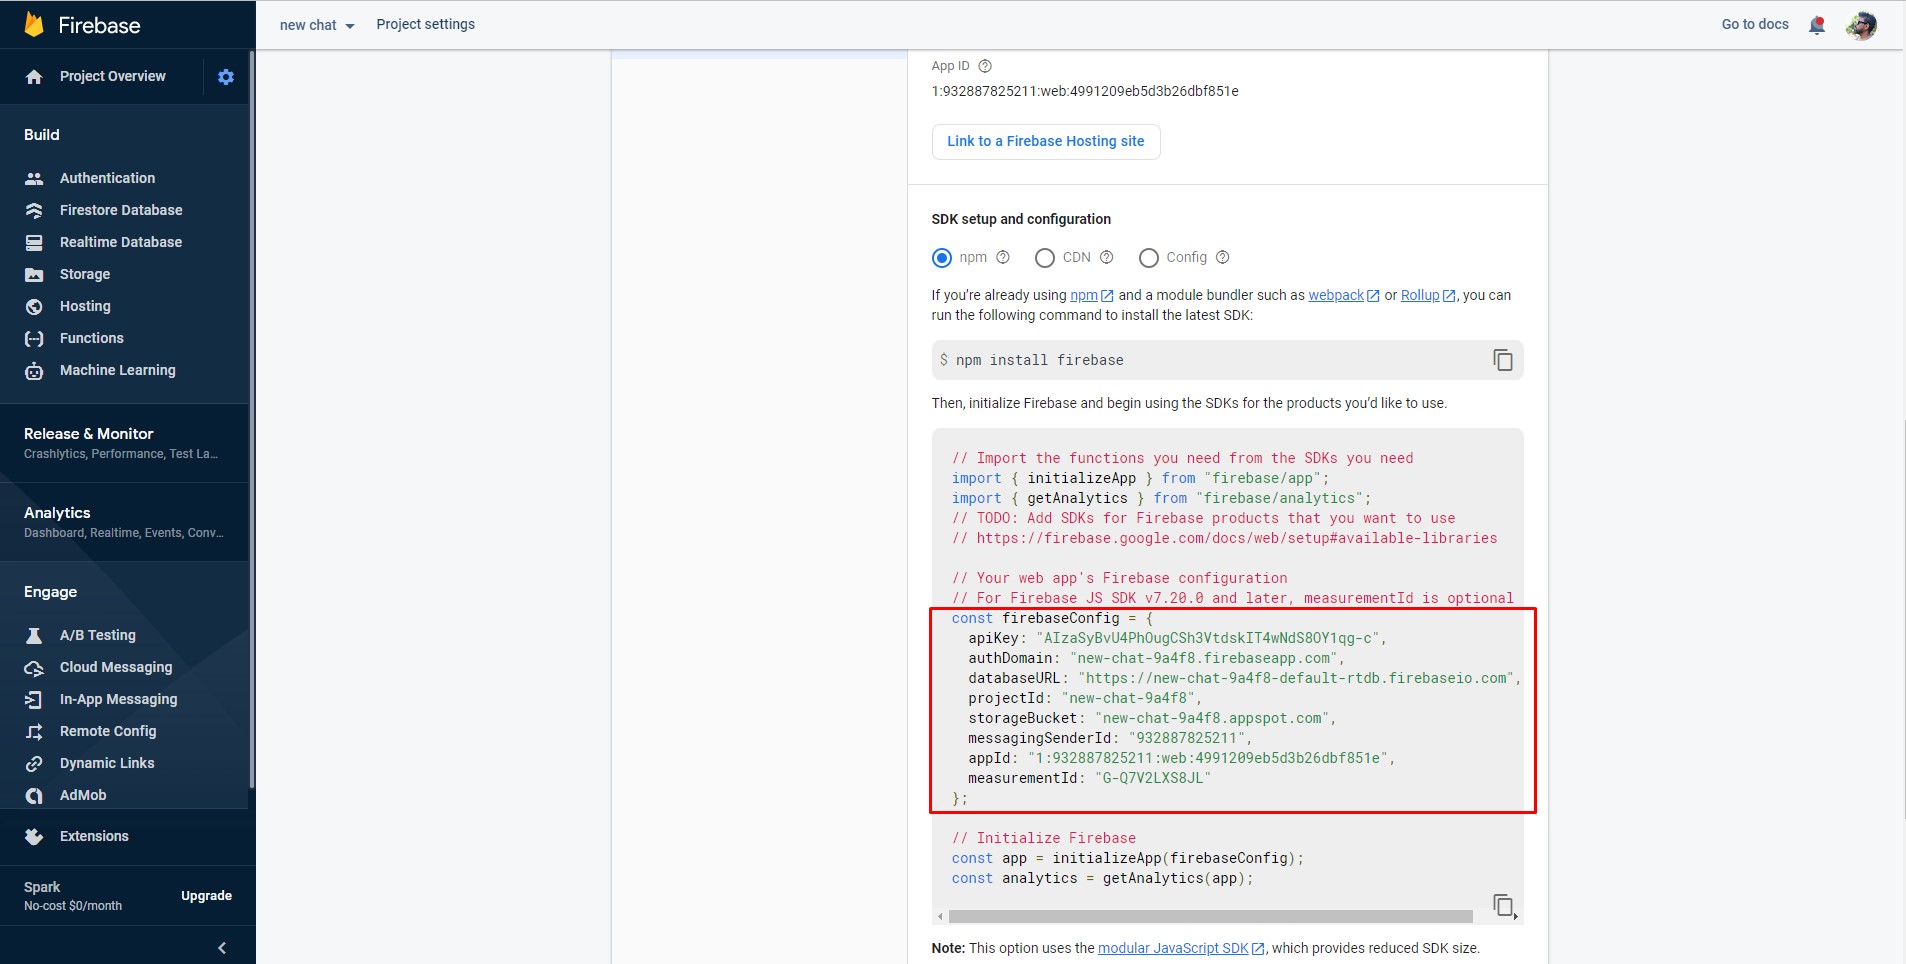 Firebase
new chat
Project settings
Go to docs
Project Overview
Build
Authentication
Firestore Database
Realtime Database
Storage
Hosting
Functions
Machine Learning
Release & Monitor
Crashlytics, Performance, Test La...
Analytics
Dashboard, Realtime, Events, Conv...
Engage
A/B Testing
Cloud Messaging
In-App Messaging
Remote Config
Dynamic Links
AdMob
Extensions
Spark
No-cost $0/month
Upgrade
App ID
1:932887825211:web:4991209eb5d3b26dbf851e
Link to a Firebase Hosting site
SDK setup and configuration
npm
CDN
Config
If you're already using npm and a module bundler such as webpack or Rollup, you can
run the following command to install the latest SDK:
$ npm install firebase
Then, initialize Firebase and begin using the SDKs for the products you'd like to use.
// Import the functions you need from the SDKs you need
import { initializeApp } from "firebase/app";
import { getAnalytics } from "firebase/analytics";
// TODO: Add SDKs for Firebase products that you want to use
// https://firebase.google.com/docs/web/setup#available-libraries
// Your web app's Firebase configuration
// For Firebase JS SDK v7.20.0 and later, measurementId is optional
const firebaseConfig = {
apiKey: "AIzaSyBvU4PhOugCSh3VtdskIT4wNdS8OY1qg-c",
authDomain: "new-chat-9a4f8.firebaseapp.com",
databaseURL: "https://new-chat-9a4f8-default-rtdb.firebaseio.com",
projectId: "new-chat-9a4f8",
storageBucket: "new-chat-9a4f8.appspot.com",
messagingSenderId: "932887825211",
appId: "1:932887825211:web:4991209eb5d3b26dbf851e",
measurementId: "G-Q7V2LXS8JL"
};
// Initialize Firebase
const app = initializeApp(firebaseConfig);
const analytics = getAnalytics(app);
Note: This option uses the modular JavaScript SDK, which provides reduced SDK size.